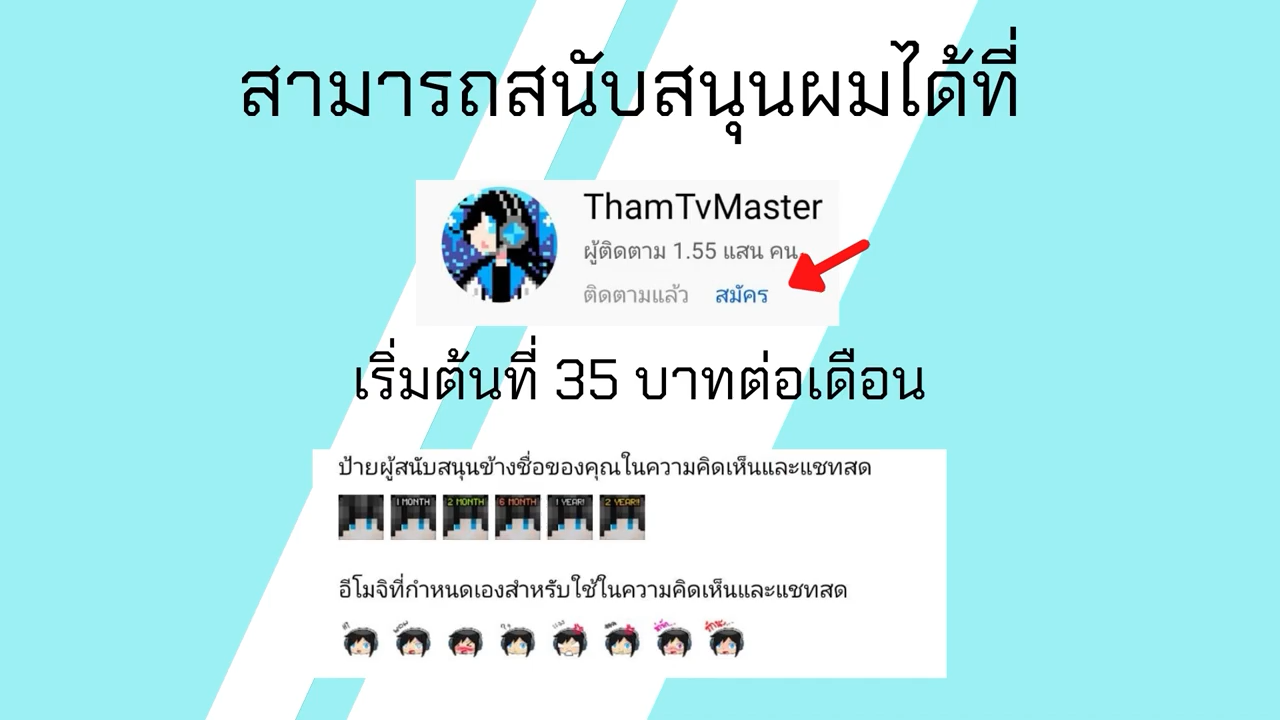 สามารถสนับสนุนผมได้ที่
ThamTvMaster
ผู้ติดตาม 1.55 แสน คน
ติดตามแล้ว สมัคร
เริ่มต้นที่ 35 บาทต่อเดือน
ป้ายผู้สนับสนุนข้างชื่อของคุณในความคิดเห็นและแชทสด
1 MONTH 2 MONTH 6 MONTH 1 YEAR! 2 YEAR!!
อีโมจิที่กำหนดเองสำหรับใช้ในความคิดเห็นและแชทสด